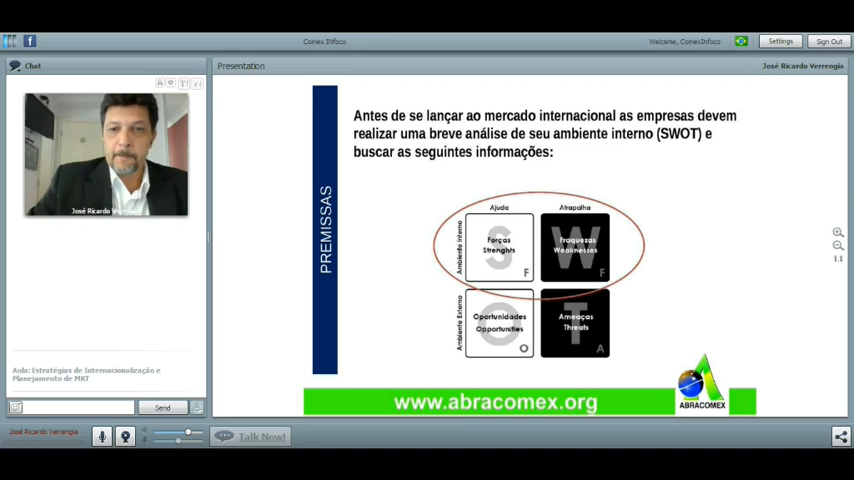 Comex INfoco
Welcome, ComexInfoco
Settings
Sign Out
Chat
Presentation
José Ricardo Verrengia
José Ricardo Verrengia
Antes de se lançar ao mercado internacional as empresas devem
realizar uma breve análise de seu ambiente interno (SWOT) e
buscar as seguintes informações:
PREMISSAS
Ajuda
Atrapalha
Ambiente Interno
S
Forças
Strenghts
F
W
Fraquezas
Weaknesses
F
Ambiente Externo
O
Oportunidades
Opportunities
O
T
Ameaças
Threats
A
1:1
Aula: Estratégias de Internacionalização e
Planejamento de MKT
Send
www.abracomex.org
ABRACOMEX
José Ricardo Verrengia
Talk Now!